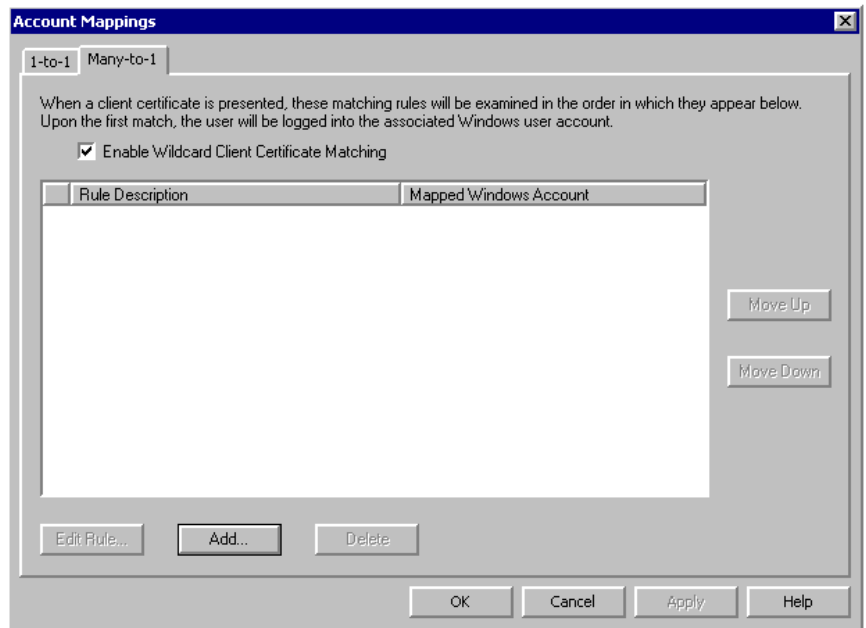 Account Mappings
1-to-1 Many-to-1
When a client certificate is presented, these matching rules will be examined in the order in which they appear below.
Upon the first match, the user will be logged into the associated Windows user account.
Enable Wildcard Client Certificate Matching
Rule Description Mapped Windows Account
Move Up
Move Down
Edit Rule... Add... Delete
OK Cancel Apply Help